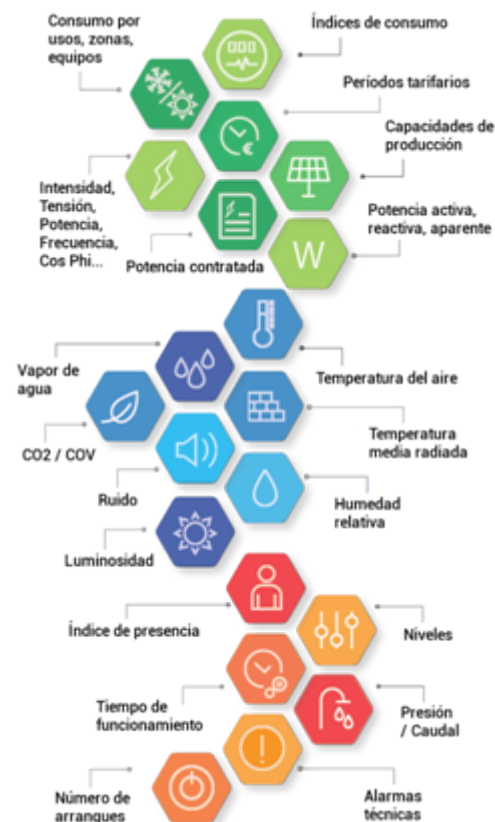 Consumo por
usos, zonas,
equipos
Índices de consumo
Períodos tarifarios
Capacidades de
producción
Intensidad,
Tensión,
Potencia,
Frecuencia,
Cos Phi...
Potencia contratada
Potencia activa,
reactiva, aparente
W
€
Vapor de
agua
Temperatura del aire
CO2 / COV
Temperatura
media radiada
Ruido
Humedad
relativa
Luminosidad
Índice de presencia
Niveles
Tiempo de
funcionamiento
Presión
/ Caudal
Número de
arranques
Alarmas
técnicas